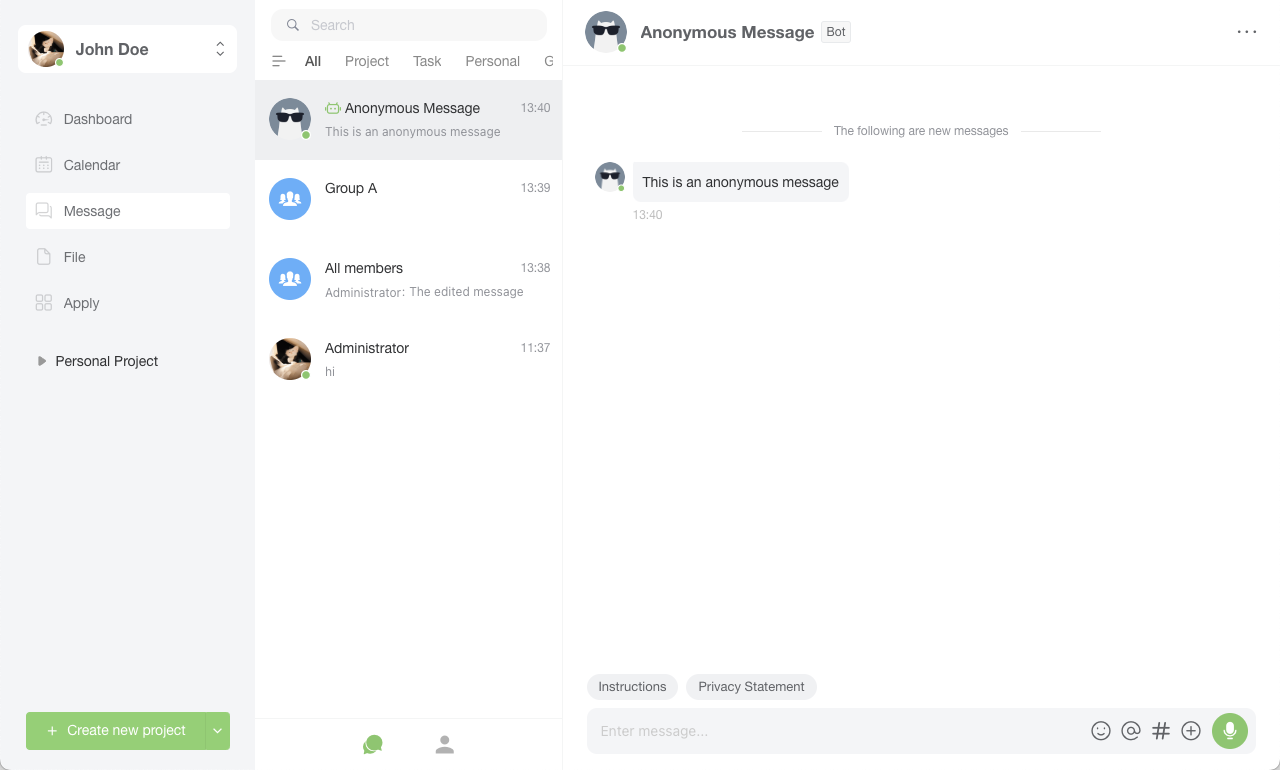 John Doe
Dashboard
Calendar
Message
File
Apply
Personal Project
+ Create new project
Search
All Project Task Personal G
Anonymous Message 13:40
This is an anonymous message
Group A 13:39
All members 13:38
Administrator: The edited message
Administrator 11:37
hi
Anonymous Message Bot
The following are new messages
This is an anonymous message
13:40
Instructions Privacy Statement
Enter message...